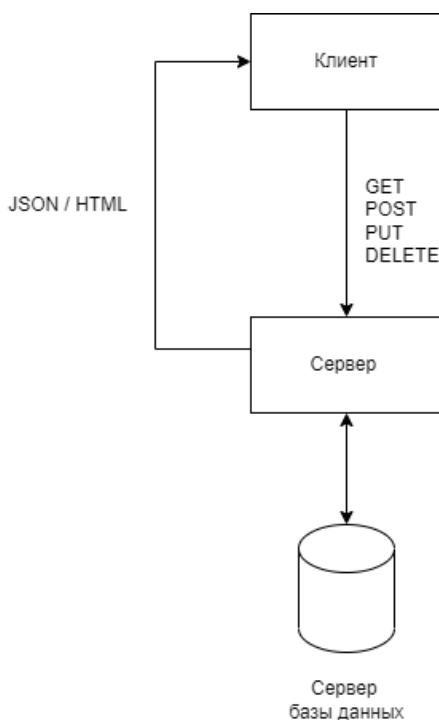 Клиент
JSON / HTML
GET
POST
PUT
DELETE
Сервер
Сервер
базы данных